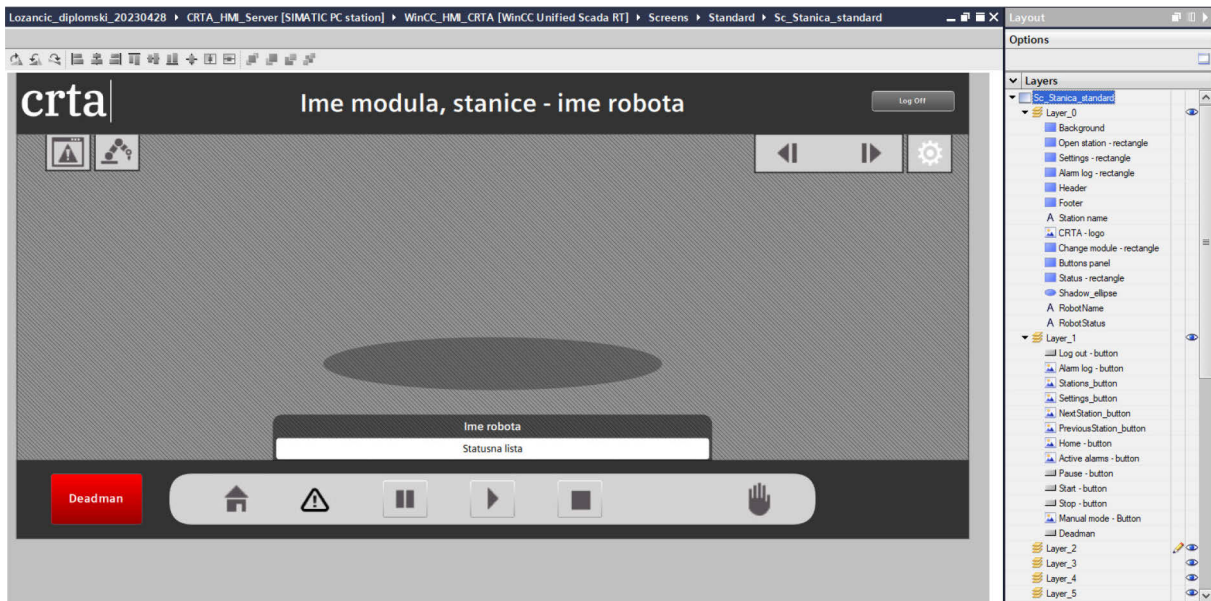 Lozancic_diplomski_20230428 ▸ CRTA_HMI_Server [SIMATIC PC station] ▸ WinCC_HMI_CRTA [WinCC Unified Scada RT] ▸ Screens ▸ Standard ▸ Sc_Stanica_standard
Layout
Options
Layers
crta
Ime modula, stanice - ime robota
Log Off
Ime robota
Statusna lista
Deadman
Sc_Stanica_standard
Layer_0
Background
Open station - rectangle
Settings - rectangle
Alarm log - rectangle
Header
Footer
A Station name
CRTA - logo
Change module - rectangle
Buttons panel
Status - rectangle
Shadow_ellipse
A RobotName
A RobotStatus
Layer_1
Log out - button
Alarm log - button
Stations_button
Settings_button
NextStation_button
PreviousStation_button
Home - button
Active alarms - button
Pause - button
Start - button
Stop - button
Manual mode - Button
Deadman
Layer_2
Layer_3
Layer_4
Layer_5